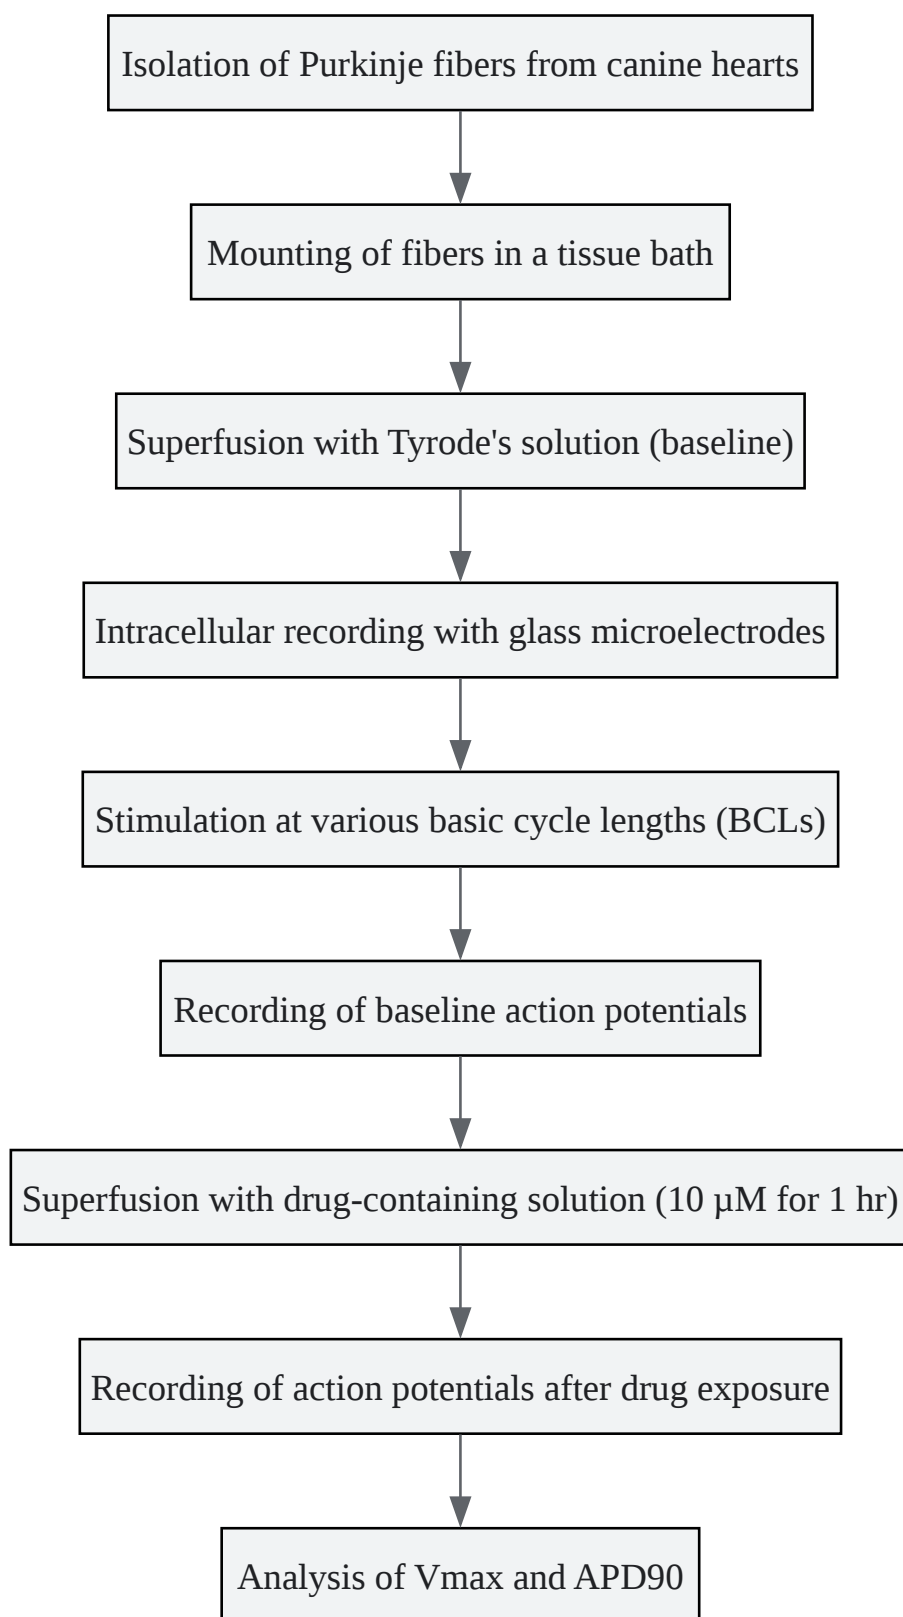 Isolation of Purkinje fibers from canine hearts
Mounting of fibers in a tissue bath
Superfusion with Tyrode's solution (baseline)
Intracellular recording with glass microelectrodes
Stimulation at various basic cycle lengths (BCLs)
Recording of baseline action potentials
Superfusion with drug-containing solution (10 µM for 1 hr)
Recording of action potentials after drug exposure
Analysis of Vmax and APD90